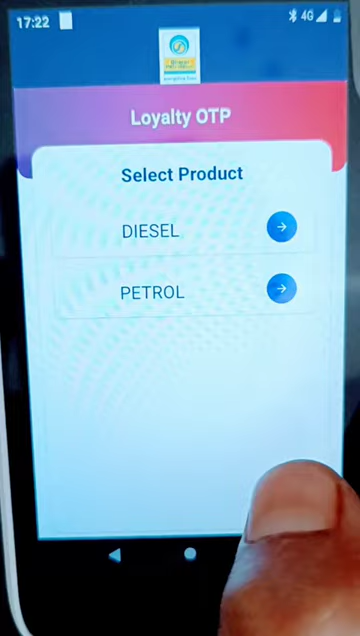 17:22
4G
Loyalty OTP
Select Product
DIESEL
PETROL